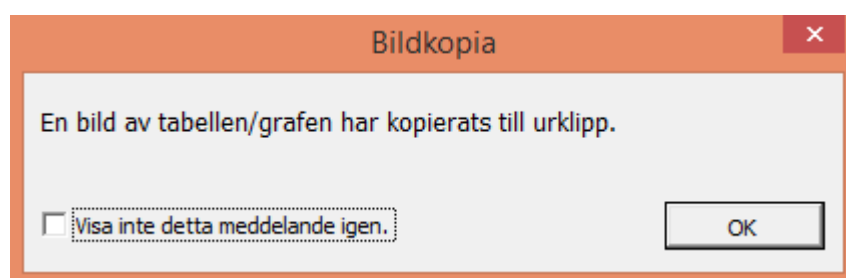 Bildkopia
En bild av tabellen/grafen har kopierats till urklipp.
Visa inte detta meddelande igen.
OK